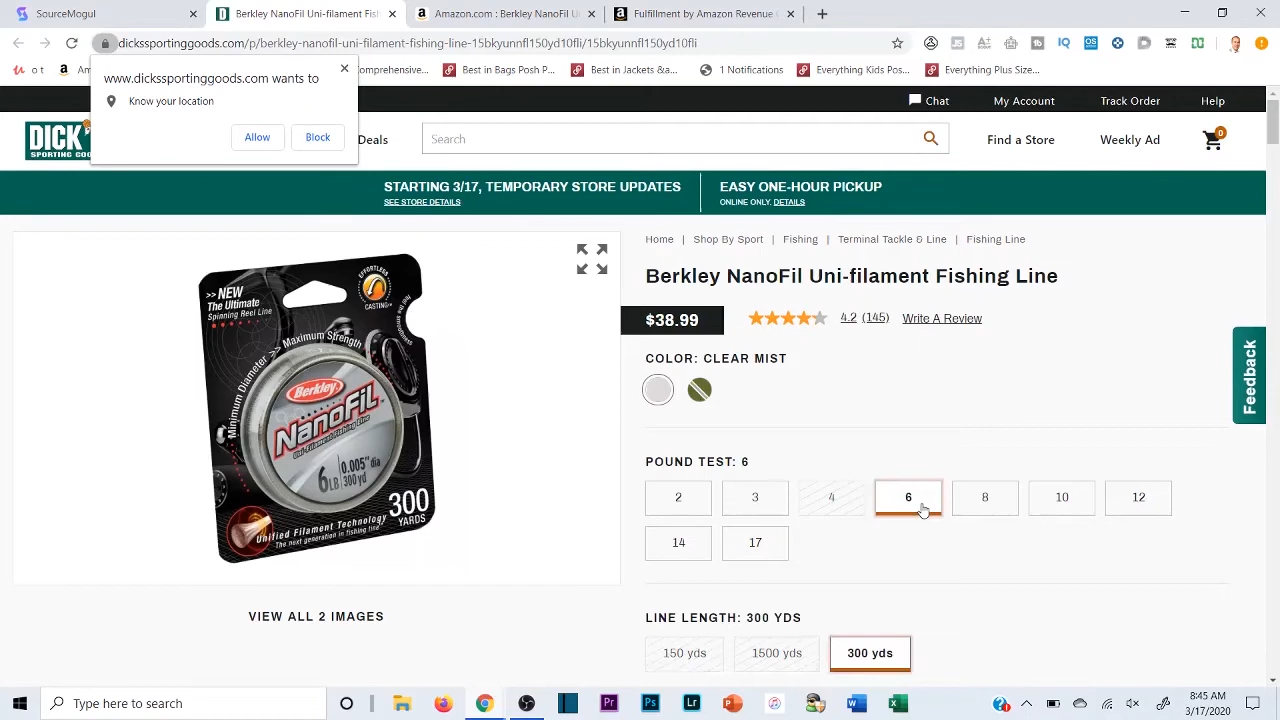 SourceMogul
Berkley NanoFil Uni-filament Fis
Amazon.com : Berkley NanoFil U
Fulfillment by Amazon Revenue
dickssportinggoods.com/p/berkley-nanofil-uni-filament-fishing-line-15bkyunnfl150yd10fli/15bkyunnf150yd10fli
o t
Am
Comprehensive...
Best in Bags Posh P...
Best in Jackets &a...
1 Notifications
Everything Kids Pos...
Everything Plus Size...
www.dickssportinggoods.com wants to
Know your location
Allow
Block
Chat
My Account
Track Order
Help
DICK'S
SPORTING GOO
Deals
Search
Find a Store
Weekly Ad
0
STARTING 3/17, TEMPORARY STORE UPDATES
SEE STORE DETAILS
EASY ONE-HOUR PICKUP
ONLINE ONLY. DETAILS
Home | Shop By Sport | Fishing | Terminal Tackle & Line | Fishing Line
Berkley NanoFil Uni-filament Fishing Line
$38.99
4.2 (145)
Write A Review
COLOR: CLEAR MIST
Feedback
POUND TEST: 6
2
3
4
6
8
10
12
14
17
LINE LENGTH: 300 YDS
150 yds
1500 yds
300 yds
>> NEW
The Ultimate
Spinning Reel Line
EFFORTLESS
CASTING
Minimum Diameter >> Maximum Strength
Berkley
NANOFIL
Uni-Filament Fishing Line
6LB
0.005" dia
300 yd
300
YARDS
Unified Filament Technology
The next generation in fishing line
VIEW ALL 2 IMAGES
Type here to search
8:45 AM
3/17/2020